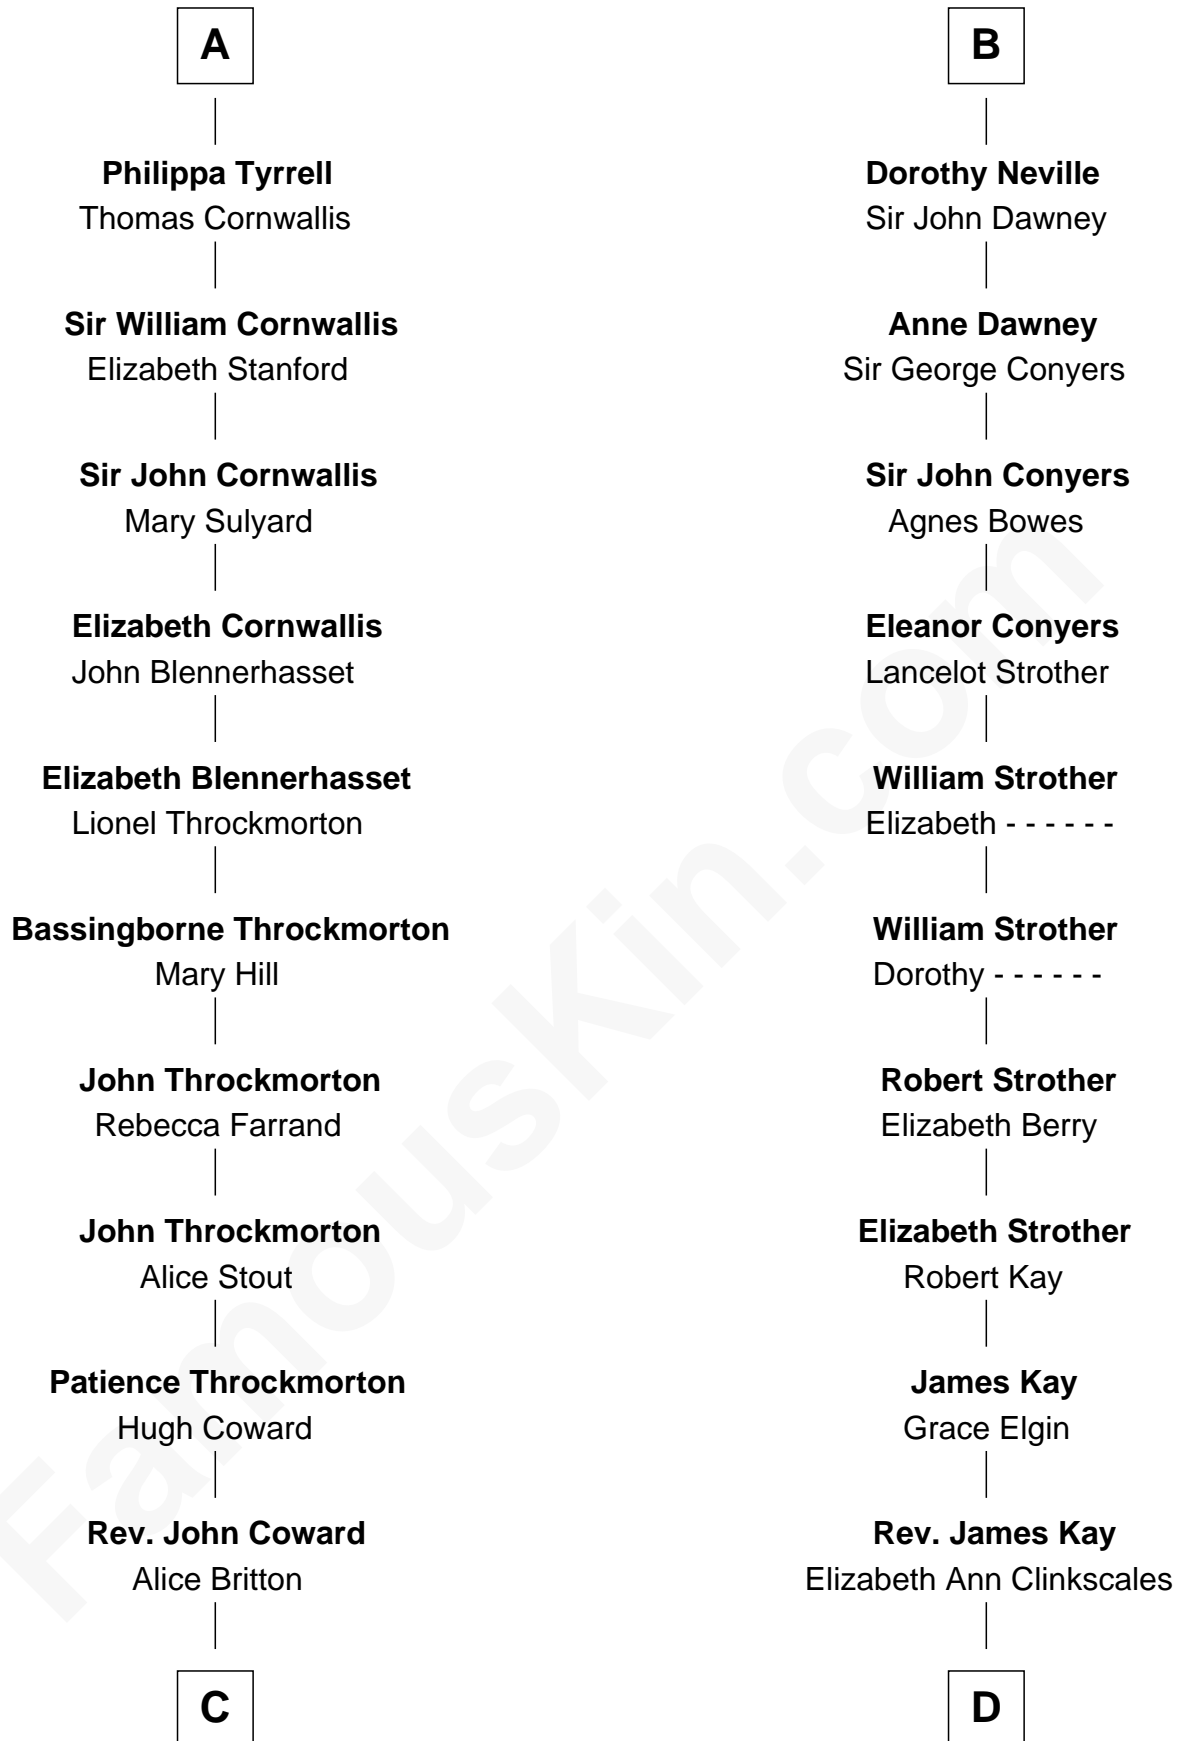 A
Philippa Tyrrell
Thomas Cornwallis
Sir William Cornwallis
Elizabeth Stanford
Sir John Cornwallis
Mary Sulyard
Elizabeth Cornwallis
John Blennerhasset
Elizabeth Blennerhasset
Lionel Throckmorton
Bassingborne Throckmorton
Mary Hill
John Throckmorton
Rebecca Farrand
John Throckmorton
Alice Stout
Patience Throckmorton
Hugh Coward
Rev. John Coward
Alice Britton
C
B
Dorothy Neville
Sir John Dawney
Anne Dawney
Sir George Conyers
Sir John Conyers
Agnes Bowes
Eleanor Conyers
Lancelot Strother
William Strother
Elizabeth - - - - - -
William Strother
Dorothy - - - - - -
Robert Strother
Elizabeth Berry
Elizabeth Strother
Robert Kay
James Kay
Grace Elgin
Rev. James Kay
Elizabeth Ann Clinkscales
D
FamousKin.com